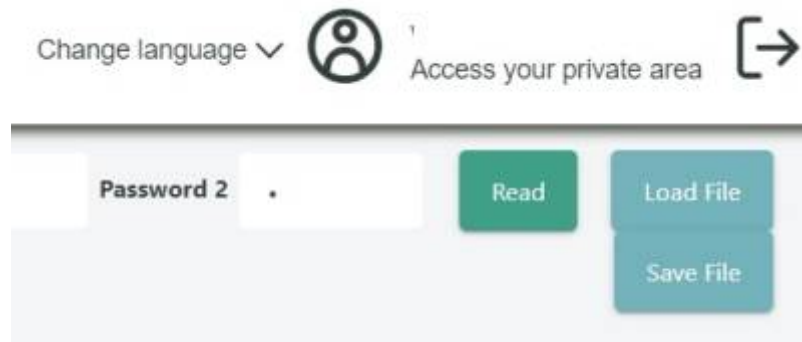 Change language
Access your private area
Password 2
Read
Load File
Save File